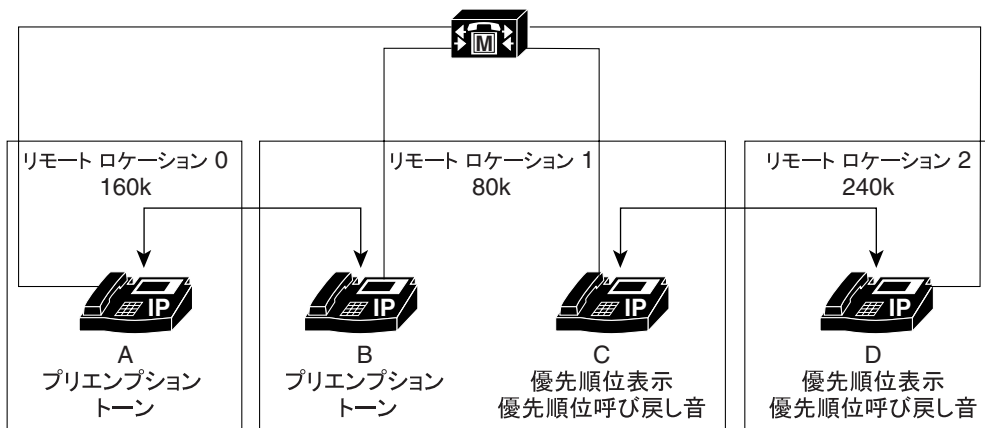 M
リモート ロケーション 0
160k
リモート ロケーション 1
80k
リモート ロケーション 2
240k
IP
IP
IP
IP
A
プリエンプション
トーン
B
プリエンプション
トーン
C
優先順位表示
優先順位呼び戻し音
D
優先順位表示
優先順位呼び戻し音